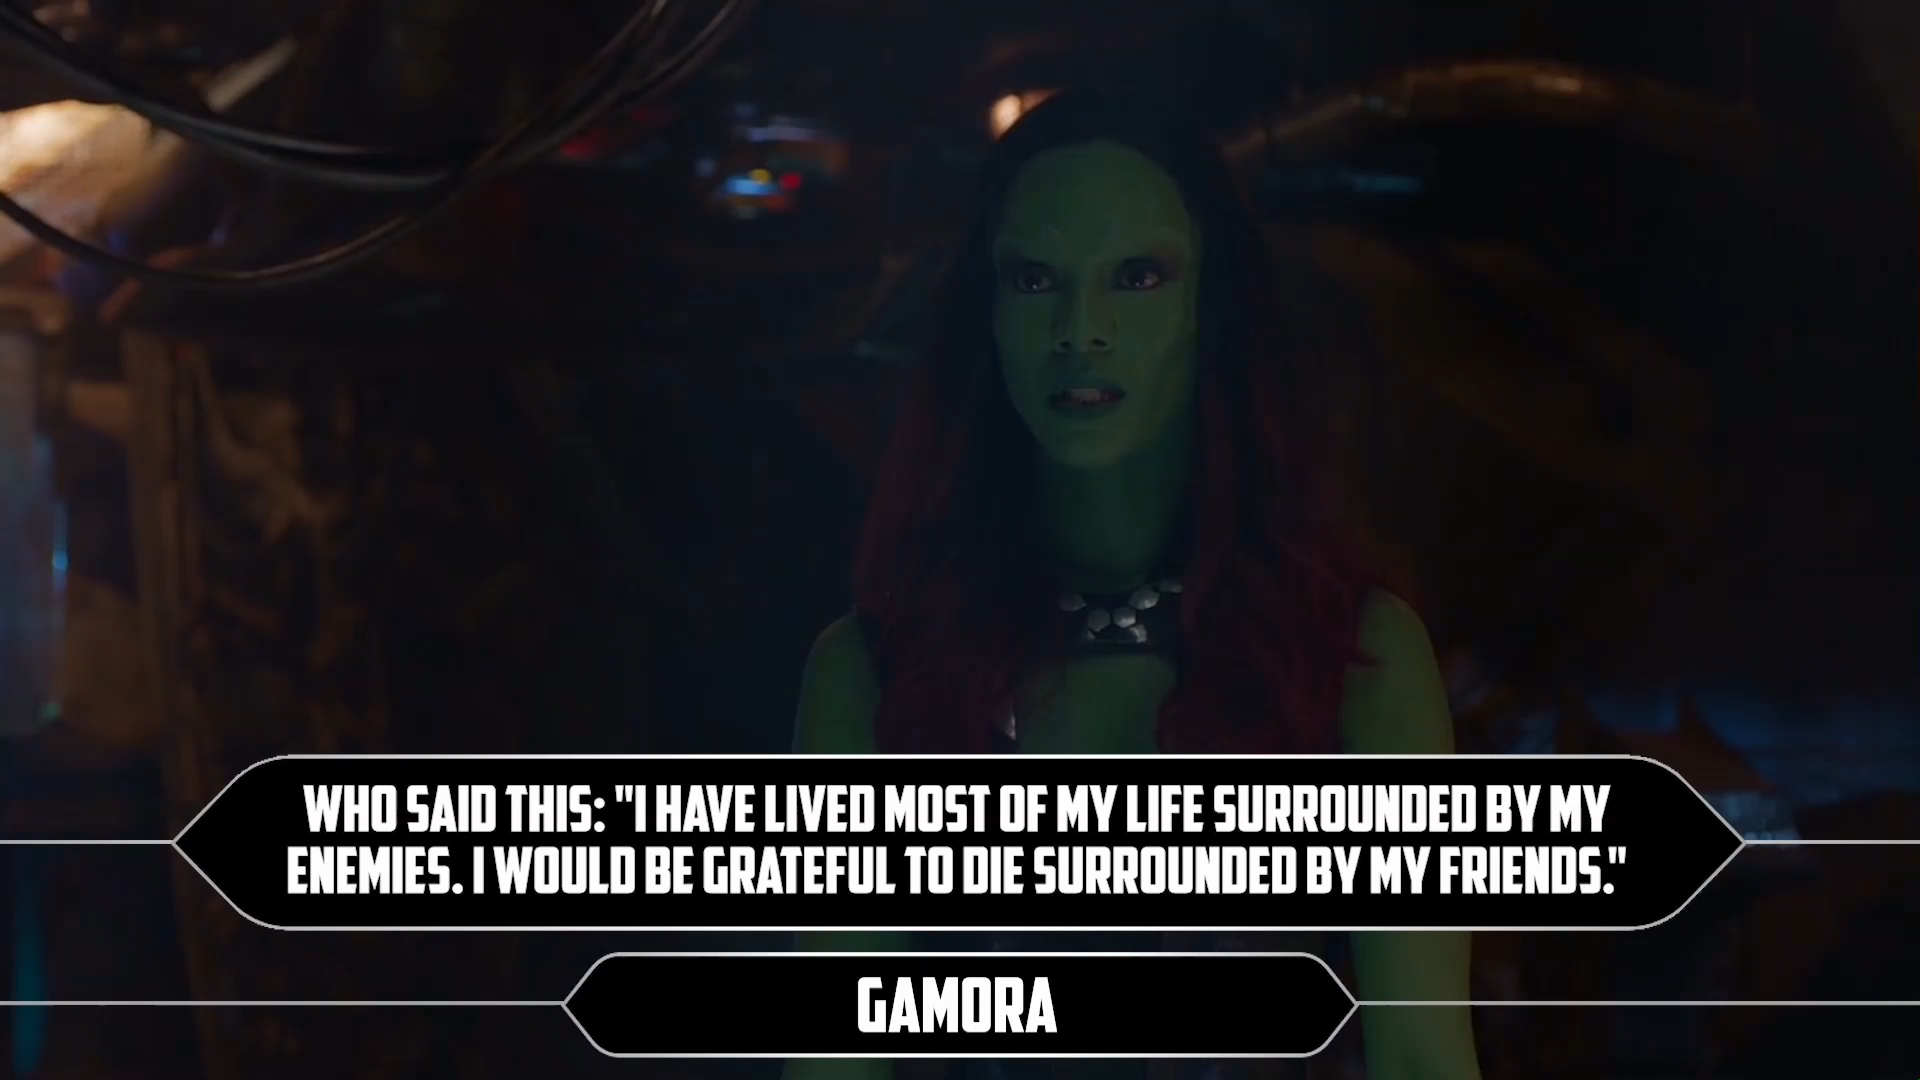 WHO SAID THIS: "I HAVE LIVED MOST OF MY LIFE SURROUNDED BY MY
ENEMIES. I WOULD BE GRATEFUL TO DIE SURROUNDED BY MY FRIENDS."
GAMORA